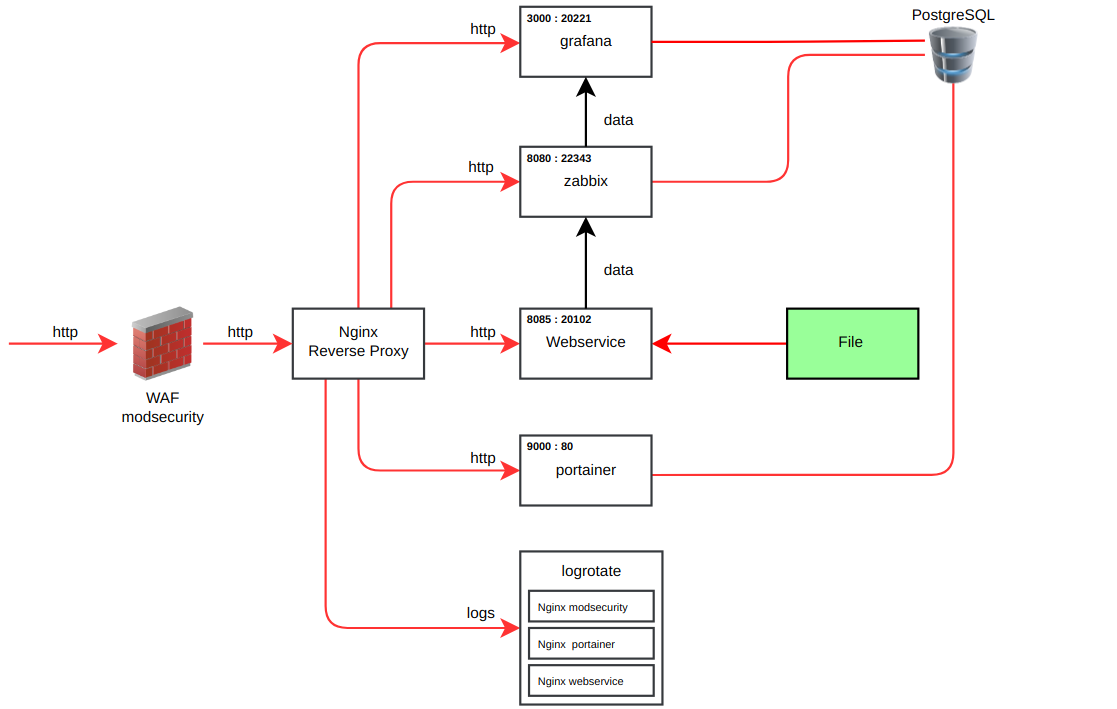 PostgreSQL
3000 : 20221
http
grafana
data
8080 : 22343
http
zabbix
data
8085 : 20102
http
http
Nginx
Reverse Proxy
http
Webservice
File
WAF
modsecurity
9000 : 80
http
portainer
logrotate
logs
Nginx modsecurity
Nginx  portainer
Nginx webservice